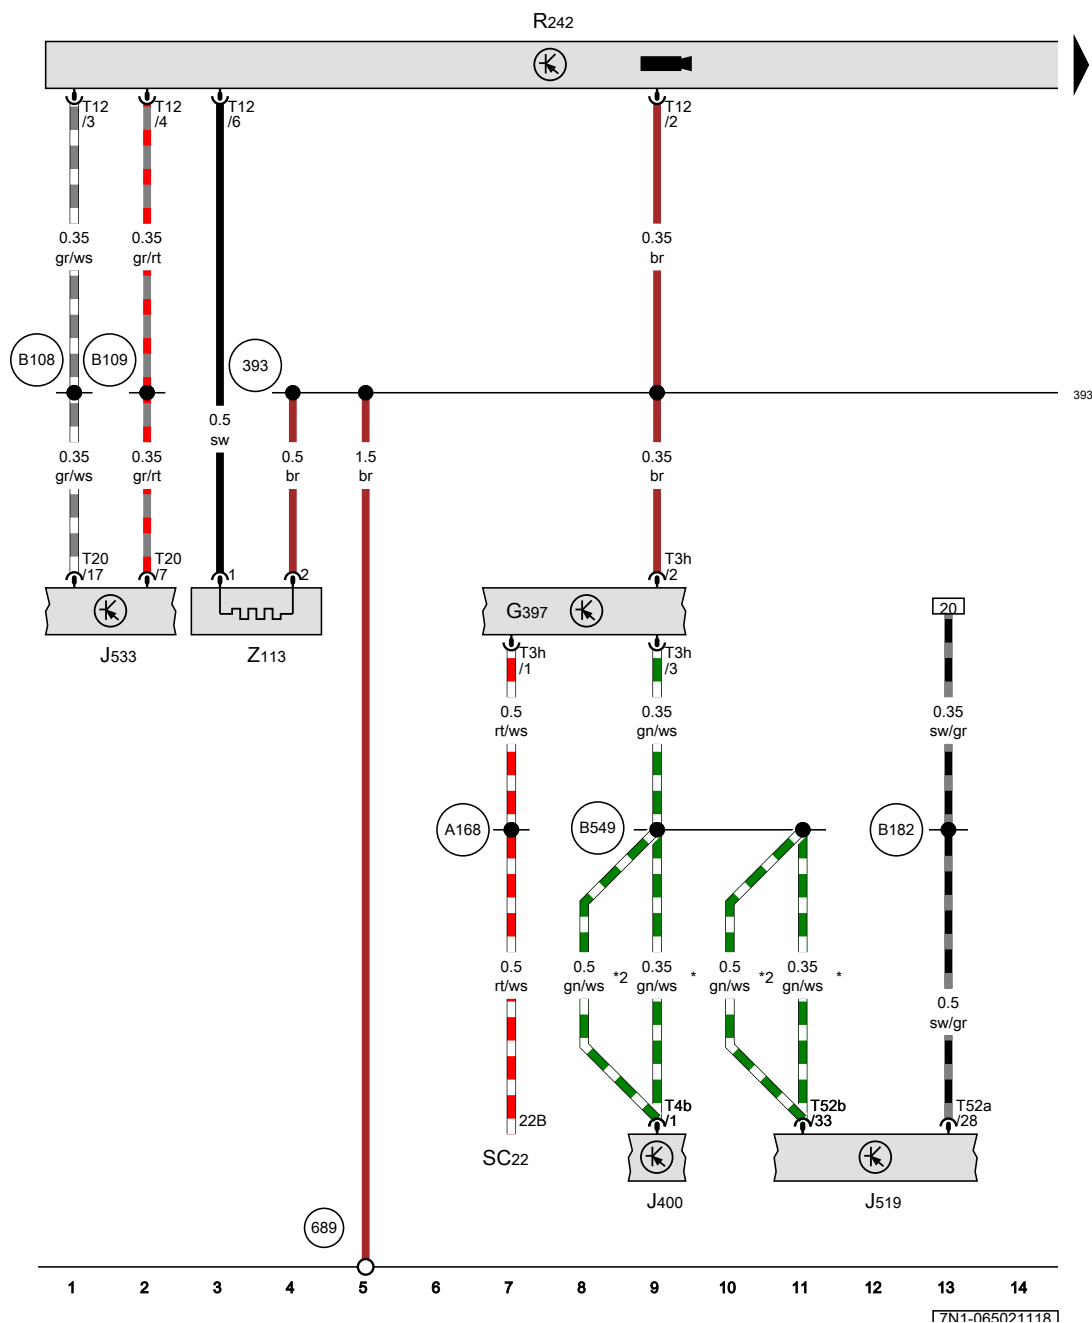 R242
T12
/3
T12
/4
T12
/6
T12
/2
0.35
gr/ws
0.35
gr/rt
0.35
br
B108
B109
393
393
0.5
sw
0.35
gr/ws
0.35
gr/rt
0.5
br
1.5
br
0.35
br
T20
/17
T20
/7
1
2
T3h
/2
J533
Z113
G397
20
T3h
/1
T3h
/3
0.5
rt/ws
0.35
gn/ws
0.35
sw/gr
A168
B549
B182
0.5
rt/ws
0.5
gn/ws
*2
0.35
gn/ws
*
0.5
gn/ws
*2
0.35
gn/ws
*
0.5
sw/gr
22B
T4b
/1
T52b
/33
T52a
/28
SC22
J400
J519
689
1 2 3 4 5 6 7 8 9 10 11 12 13 14
7N1-065021118